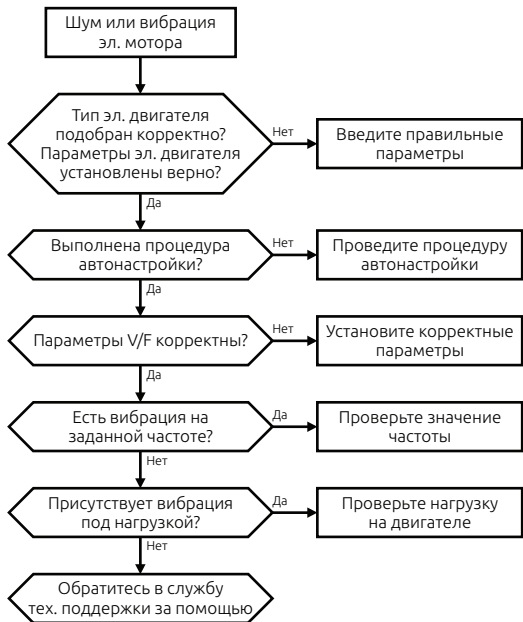 Шум или вибрация
эл. мотора
Тип эл. двигателя
подобран корректно?
Параметры эл. двигателя
установлены верно?
Нет
Введите правильные
параметры
Да
Выполнена процедура
автонастройки?
Нет
Проведите процедуру
автонастройки
Да
Параметры V/F корректны?
Нет
Установите корректные
параметры
Да
Есть вибрация на
заданной частоте?
Да
Проверьте значение
частоты
Нет
Присутствует вибрация
под нагрузкой?
Да
Проверьте нагрузку
на двигателе
Нет
Обратитесь в службу
тех. поддержки за помощью